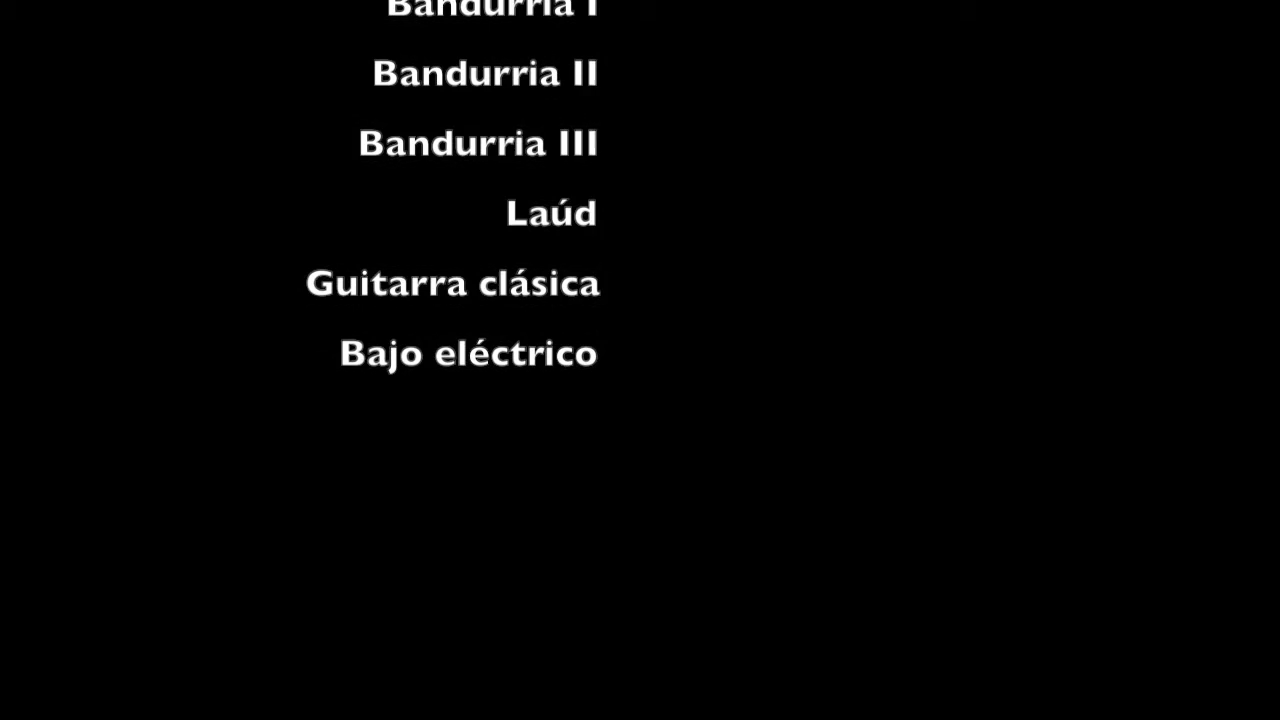 Bandurria I
Bandurria II
Bandurria III
Laúd
Guitarra clásica
Bajo eléctrico